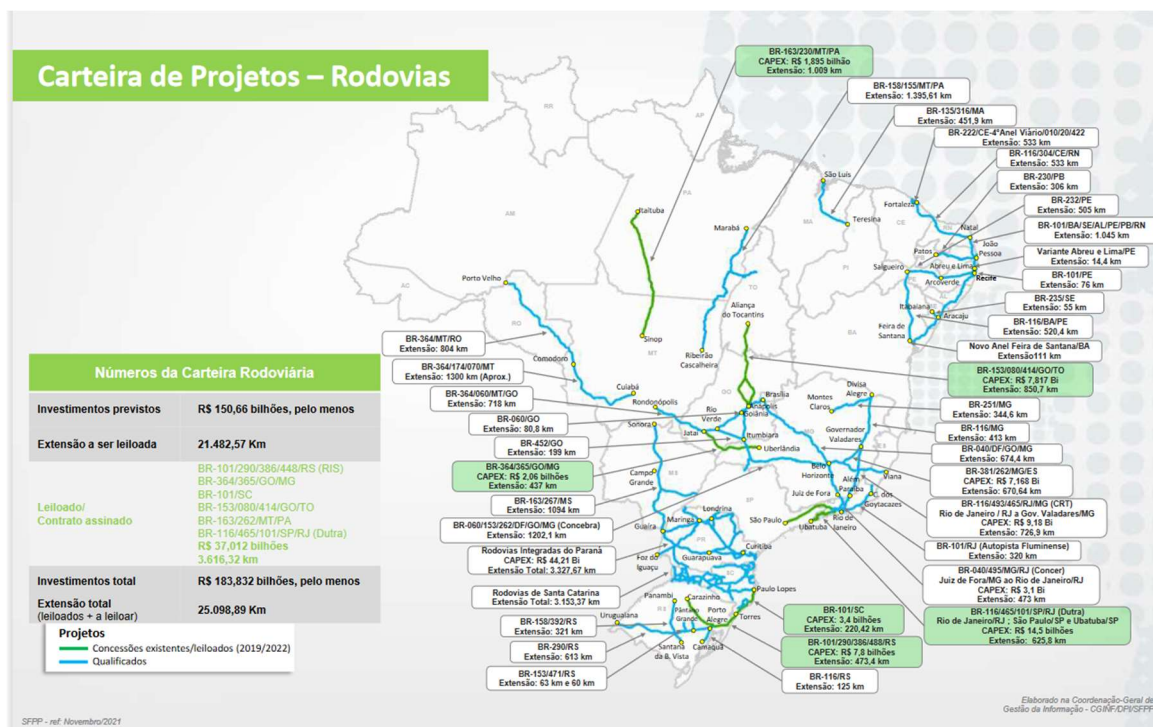 Carteira de Projetos – Rodovias
BR-163/230/MT/PA
CAPEX: R$ 1,895 bilhão
Extensão: 1.009 km
BR-158/155/MT/PA
Extensão: 1.395,61 km
BR-135/316/MA
Extensão: 451,9 km
BR-222/CE-4ºAnel Viário/010/20/422
Extensão: 533 km
BR-116/304/CE/RN
Extensão: 533 km
BR-230/PB
Extensão: 306 km
BR-232/PE
Extensão: 505 km
BR-101/BA/SE/AL/PE/PB/RN
Extensão: 1.045 km
Variante Abreu e Lima/PE
Extensão: 14,4 km
BR-101/PE
Extensão: 76 km
BR-235/SE
Extensão: 55 km
BR-116/BA/PE
Extensão: 520,4 km
Novo Anel Feira de Santana/BA
Extensão111 km
BR-153/080/414/GO/TO
CAPEX: R$ 7,817 Bi
Extensão: 850,7 km
BR-251/MG
Extensão: 344,6 km
BR-116/MG
Extensão: 413 km
BR-040/DF/GO/MG
Extensão: 674,4 km
BR-381/262/MG/ES
CAPEX: R$ 7,168 Bi
Extensão: 670,64 km
BR-116/493/465/RJ/MG (CRT)
Rio de Janeiro / RJ a Gov. Valadares/MG
CAPEX: R$ 9,18 Bi
Extensão: 726,9 km
BR-101/RJ (Autopista Fluminense)
Extensão: 320 km
BR-040/495/MG/RJ (Concer)
Juiz de Fora/MG ao Rio de Janeiro/RJ
CAPEX: R$ 3,1 Bi
Extensão: 473 km
BR-116/465/101/SP/RJ (Dutra)
Rio de Janeiro/RJ ; São Paulo/SP e Ubatuba/SP
CAPEX: R$ 14,5 bilhões
Extensão: 625,8 km
BR-101/SC
CAPEX: 3,4 bilhões
Extensão: 220,42 km
BR-101/290/386/488/RS
CAPEX: R$ 7,8 bilhões
Extensão: 473,4 km
BR-116/RS
Extensão: 125 km
BR-364/MT/RO
Extensão: 804 km
BR-364/174/070/MT
Extensão: 1300 km (Aprox.)
BR-364/060/MT/GO
Extensão: 718 km
BR-060/GO
Extensão: 80,8 km
BR-452/GO
Extensão: 199 km
BR-364/365/GO/MG
CAPEX: R$ 2,06 bilhões
Extensão: 437 km
BR-163/267/MS
Extensão: 1094 km
BR-060/153/262/DF/GO/MG (Concebra)
Extensão: 1202,1 km
Rodovias Integradas do Paraná
CAPEX: R$ 44,21 Bi
Extensão Total: 3.327,67 km
Rodovias de Santa Catarina
Extensão Total: 3.153,37 km
BR-158/392/RS
Extensão: 321 km
BR-290/RS
Extensão: 613 km
BR-153/471/RS
Extensão: 63 km e 60 km
RR
AP
AM
PA
AC
RO
MT
TO
MA
PI
CE
RN
BA
AL
GO
MG
ES
MS
SP
PR
SC
RS
Itaituba
Marabá
São Luís
Teresina
Fortaleza
Natal
João
Pessoa
Patos
Salgueiro
Abreu e Lima
Recife
Arcoverde
Itabaiana
Aracaju
Feira de
Santana
Porto Velho
Aliança
do Tocantins
Sinop
Ribeirão
Cascalheira
Comodoro
Cuiabá
Rondonópolis
Sonora
Rio
Verde
Jataí
Brasília
Anápolis
Goiânia
Itumbiara
Uberlândia
Montes
Claros
Divisa
Alegre
Governador
Valadares
Belo
Horizonte
Viana
Além
Paraíba
Juiz de Fora
C. dos
Goytacazes
Rio de
Janeiro
São Paulo
Ubatuba
Campo
Grande
Londrina
Maringá
Guaíra
Guarapuava
Curitiba
Foz do
Iguaçu
Paulo Lopes
Panambi
Carazinho
Pântano
Grande
Porto
Alegre
Torres
Uruguaiana
Santana
da B. Vista
Camaquã
Números da Carteira Rodoviária
Investimentos previstos R$ 150,66 bilhões, pelo menos
Extensão a ser leiloada 21.482,57 Km
Leiloado/
Contrato assinado
BR-101/290/386/448/RS (RIS)
BR-364/365/GO/MG
BR-101/SC
BR-153/080/414/GO/TO
BR-163/262/MT/PA
BR-116/465/101/SP/RJ (Dutra)
R$ 37,012 bilhões
3.616,32 km
Investimentos total R$ 183,832 bilhões, pelo menos
Extensão total
(leiloados + a leiloar) 25.098,89 Km
Projetos
Concessões existentes/leiloados (2019/2022)
Qualificados
SFPP - ref: Novembro/2021
Elaborado na Coordenação-Geral de
Gestão da Informação - CGINF/DPI/SFPP